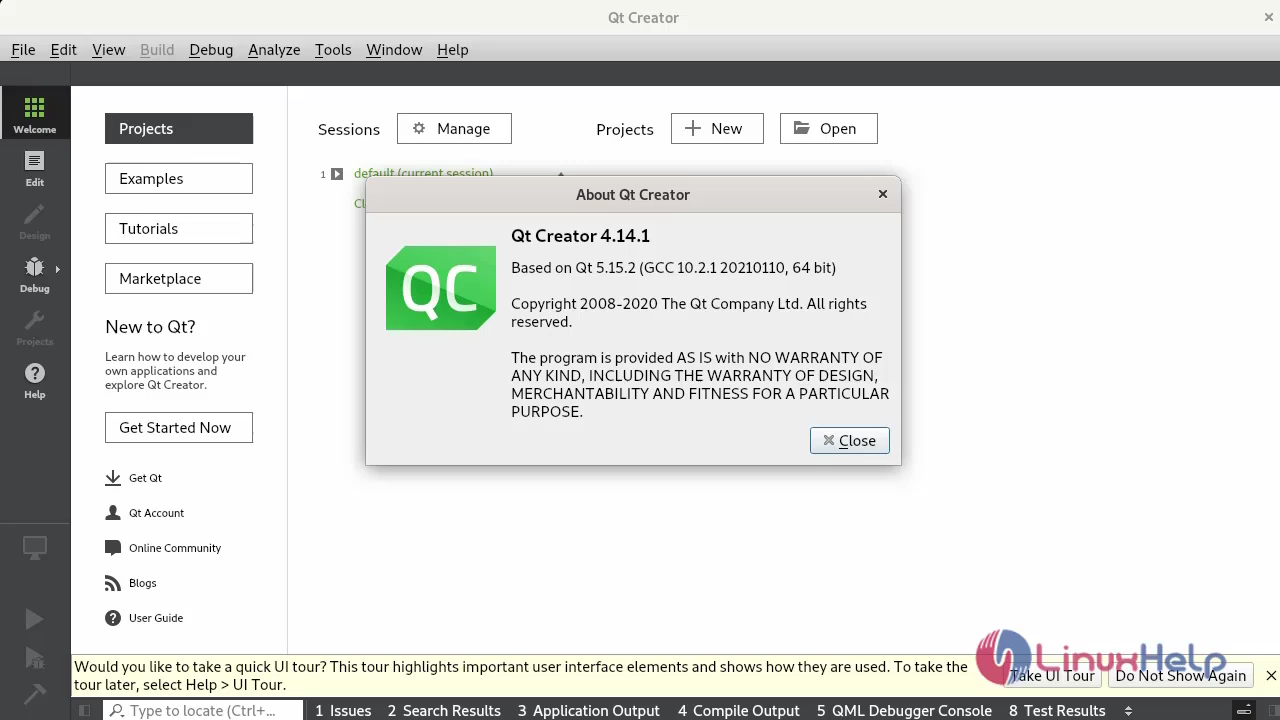 Qt Creator
File Edit View Build Debug Analyze Tools Window Help
Welcome
Edit
Design
Debug
Projects
Help
Projects
Examples
Tutorials
Marketplace
New to Qt?
Learn how to develop your
own applications and
explore Qt Creator.
Get Started Now
Get Qt
Qt Account
Online Community
Blogs
User Guide
Sessions Manage Projects New Open
1 default (current session)
About Qt Creator
QC
Qt Creator 4.14.1
Based on Qt 5.15.2 (GCC 10.2.1 20210110, 64 bit)
Copyright 2008-2020 The Qt Company Ltd. All rights
reserved.
The program is provided AS IS with NO WARRANTY OF
ANY KIND, INCLUDING THE WARRANTY OF DESIGN,
MERCHANTABILITY AND FITNESS FOR A PARTICULAR
PURPOSE.
Close
Would you like to take a quick UI tour? This tour highlights important user interface elements and shows how they are used. To take the
tour later, select Help > UI Tour.
Take UI Tour Do Not Show Again
LinuxHelp
Type to locate (Ctrl+... 1 Issues 2 Search Results 3 Application Output 4 Compile Output 5 QML Debugger Console 8 Test Results